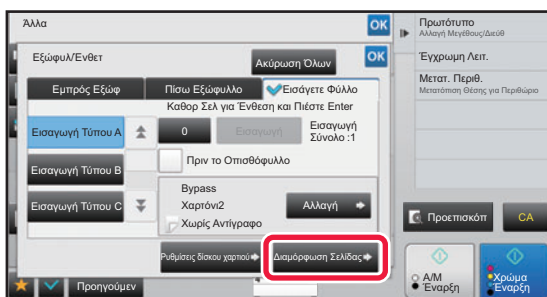 Άλλα
OK
Πρωτότυπο
Αλλαγή Μεγέθους/Διεύθ
Εξώφυλ/Ένθετ
Ακύρωση Όλων
OK
Έγχρωμη Λειτ.
Μετατ. Περιθ.
Μετατόπιση Θέσης για Περιθώριο
Εμπρός Εξώφ
Πίσω Εξώφυλλο
Εισάγετε Φύλλο
Καθορ Σελ για Ένθεση και Πιέστε Enter
Εισαγωγή Τύπου A
0
Εισαγωγή
Εισαγωγή
Σύνολο :1
Πριν το Οπισθόφυλλο
Εισαγωγή Τύπου B
Bypass
Χαρτόνι2
Αλλαγή
Εισαγωγή Τύπου C
Χωρίς Αντίγραφο
Προεπισκόπ
CA
Ρυθμίσεις δίσκου χαρτιού
Διαμόρφωση Σελίδας
Προηγούμεν
Α/Μ
Έναρξη
Χρώμα
Έναρξη